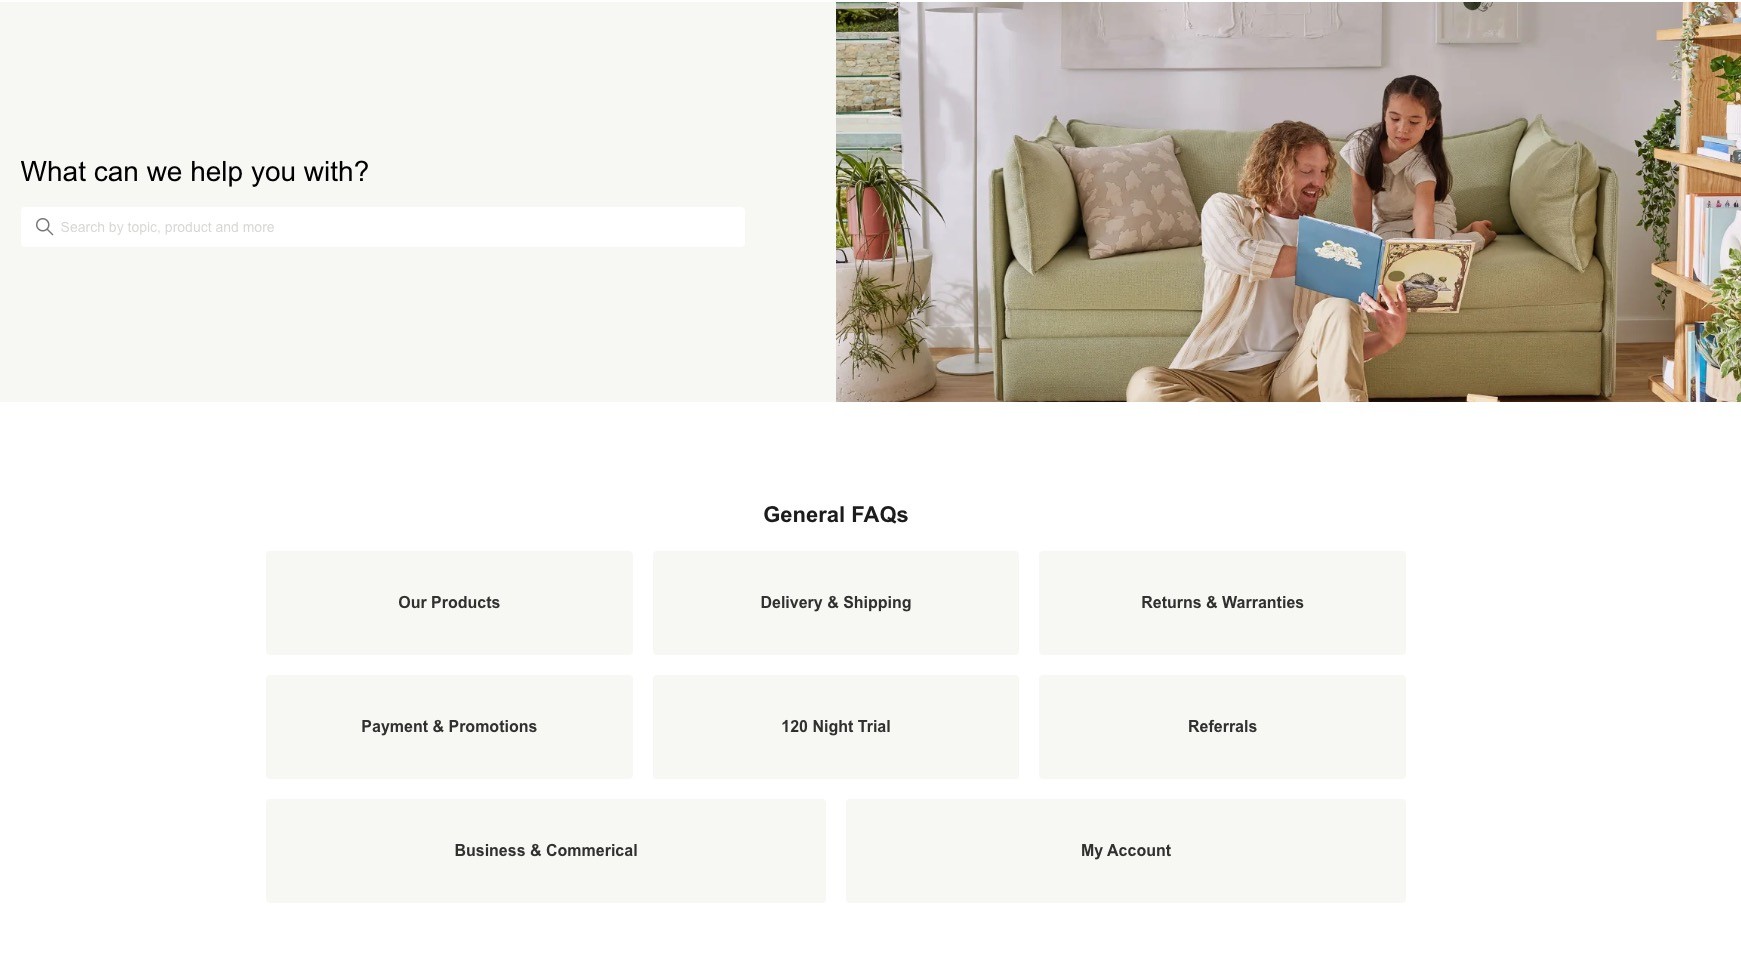 What can we help you with?
Search by topic, product and more
General FAQs
Our Products
Delivery & Shipping
Returns & Warranties
Payment & Promotions
120 Night Trial
Referrals
Business & Commerical
My Account